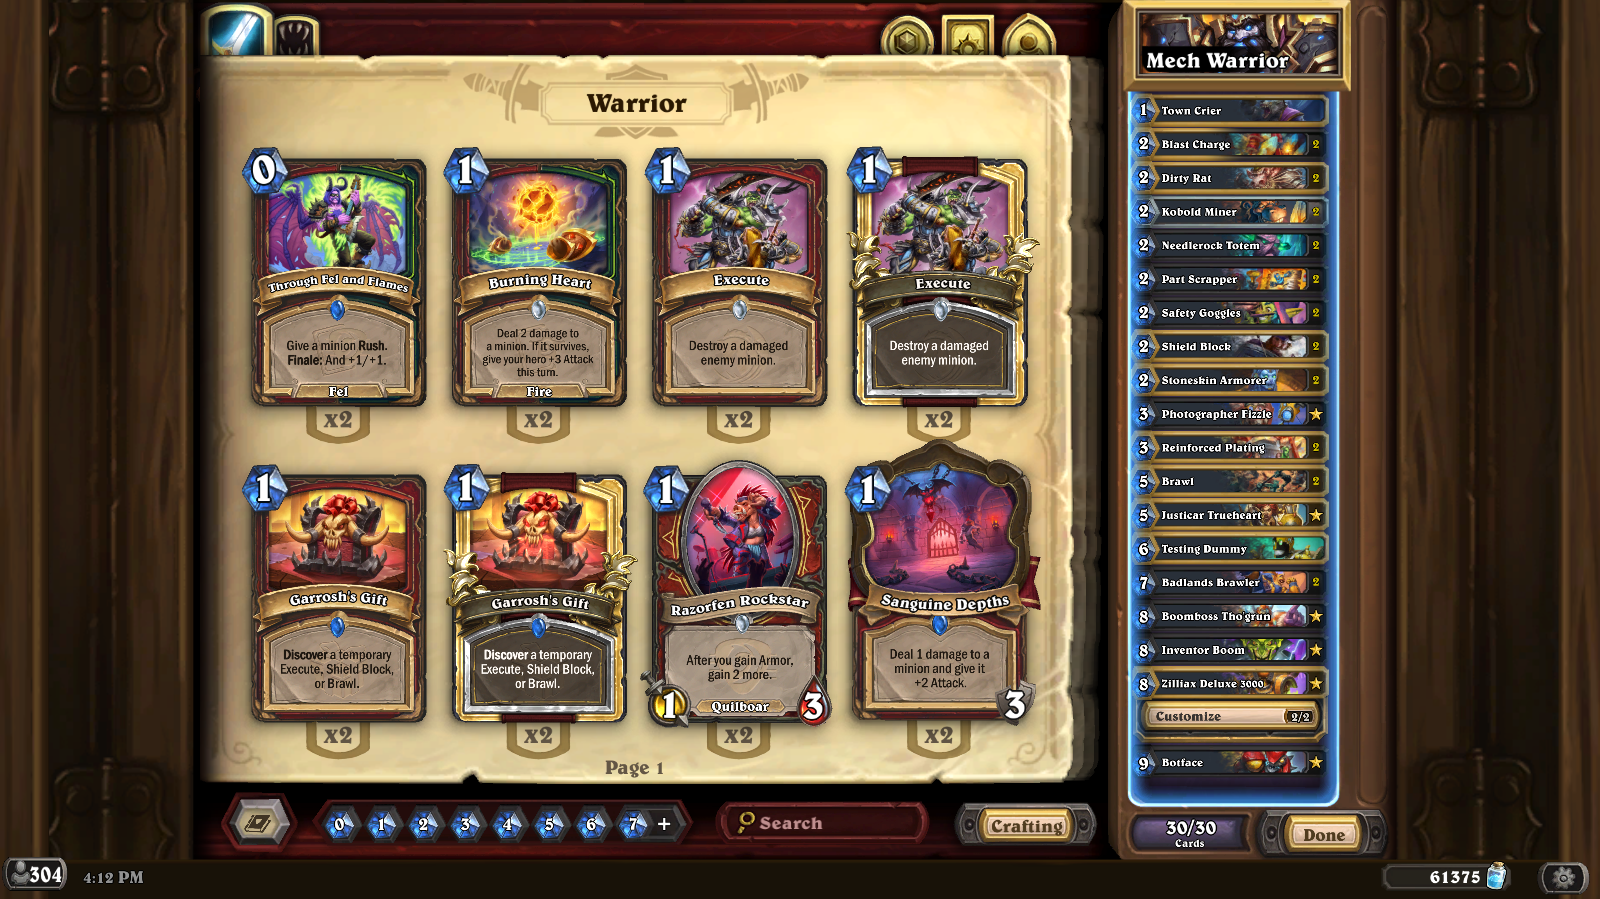 Warrior
0
Through Fel and Flames
Give a minion Rush.
Finale: And +1/+1.
Fel
x2
1
Burning Heart
Deal 2 damage to
a minion. If it survives,
give your hero +3 Attack
this turn.
Fire
x2
1
Execute
Destroy a damaged
enemy minion.
x2
1
Execute
Destroy a damaged
enemy minion.
x2
1
Garrosh's Gift
Discover a temporary
Execute, Shield Block,
or Brawl.
x2
1
Garrosh's Gift
Discover a temporary
Execute, Shield Block,
or Brawl.
x2
1
Razorfen Rockstar
After you gain Armor,
gain 2 more.
1
Quilboar
3
x2
1
Sanguine Depths
Deal 1 damage to a
minion and give it
+2 Attack.
3
x2
Page 1
0 1 2 3 4 5 6 7 +
Search
Crafting
Mech Warrior
1 Town Crier
2 Blast Charge 2
2 Dirty Rat 2
2 Kobold Miner 2
2 Needlerock Totem 2
2 Part Scrapper 2
2 Safety Goggles 2
2 Shield Block 2
2 Stoneskin Armorer 2
3 Photographer Fizzle
3 Reinforced Plating 2
5 Brawl 2
5 Justicar Trueheart
6 Testing Dummy
7 Badlands Brawler 2
8 Boomboss Tho'grun
8 Inventor Boom
8 Zilliax Deluxe 3000
Customize 2/2
9 Botface
30/30
Cards
Done
304
4:12 PM
61375